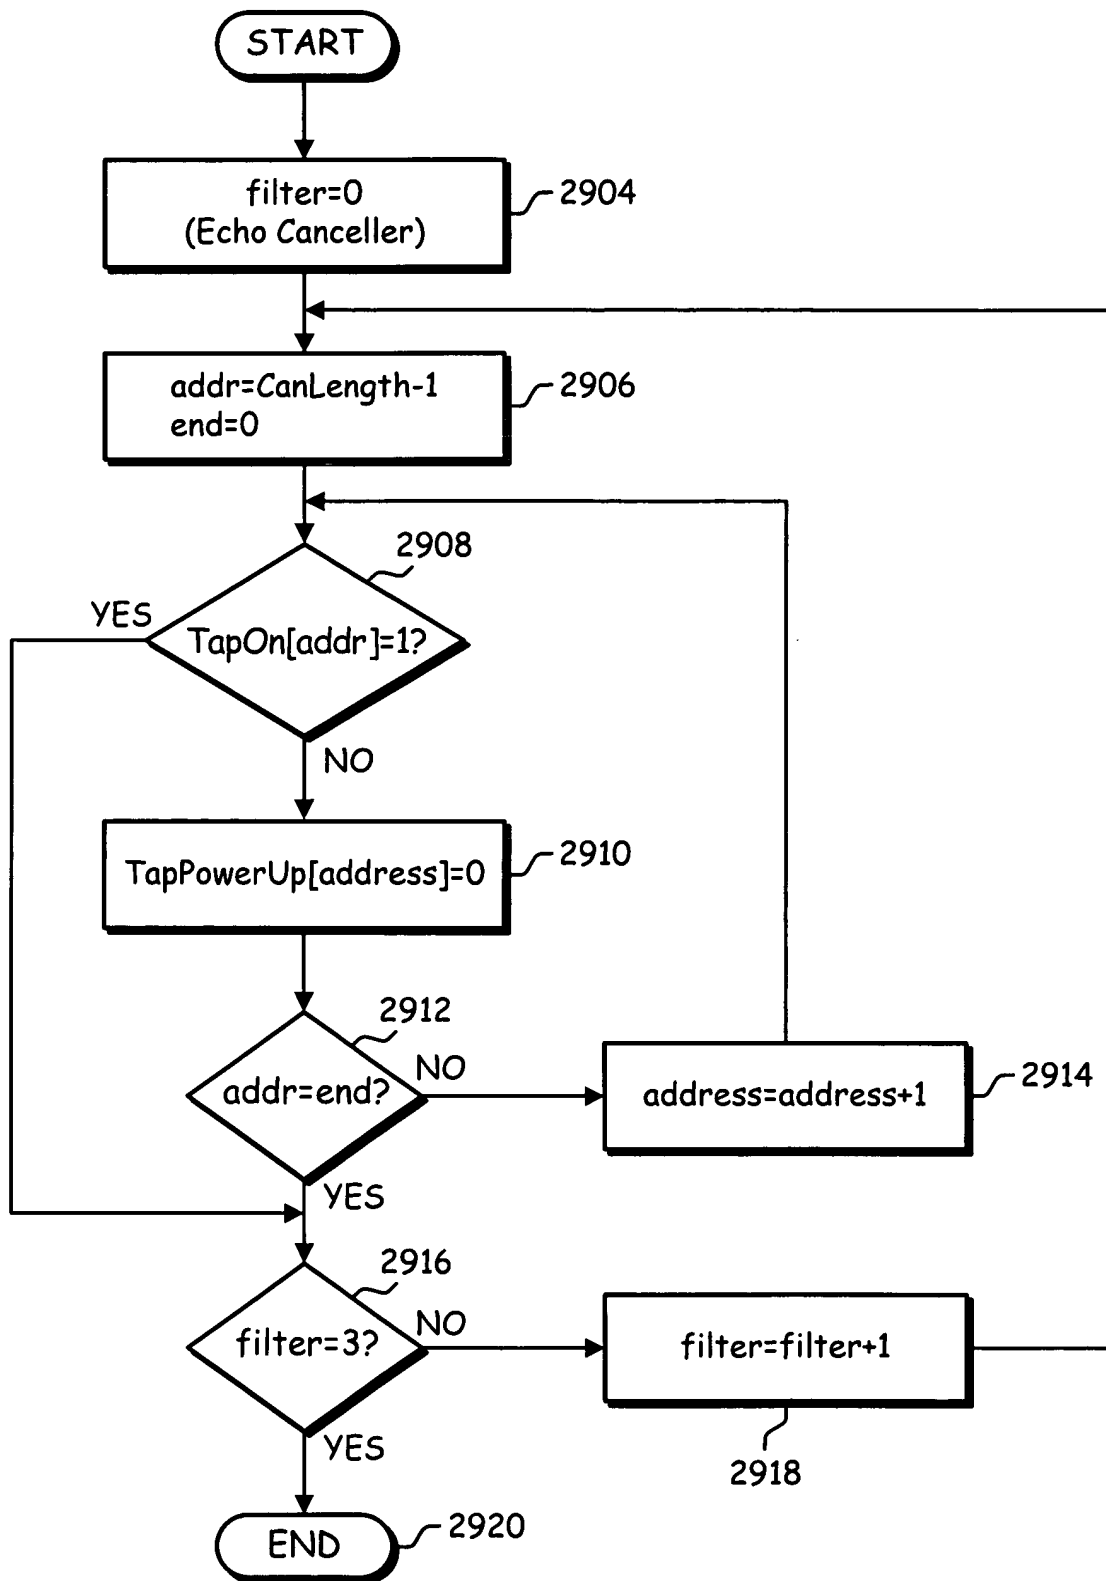 START
filter=0
(Echo Canceller)
2904
addr=CanLength-1
end=0
2906
2908
YES
TapOn[addr]=1?
NO
TapPowerUp[address]=0
2910
2912
addr=end?
NO
address=address+1
2914
YES
2916
filter=3?
NO
filter=filter+1
2918
YES
END
2920